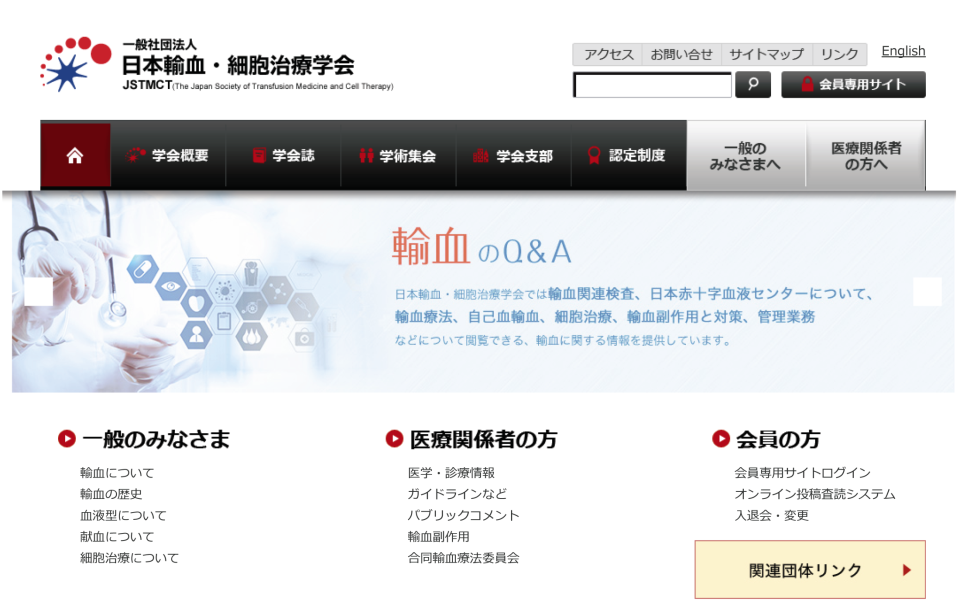 一般社団法人
日本輸血・細胞治療学会
JSTMCT(The Japan Society of Transfusion Medicine and Cell Therapy)
アクセス
お問い合せ
サイトマップ
リンク
English
会員専用サイト
学会概要
学会誌
学術集会
学会支部
認定制度
一般の
みなさまへ
医療関係者
の方へ
輸血のQ&A
日本輸血・細胞治療学会では輸血関連検査、日本赤十字血液センターについて、
輸血療法、自己血輸血、細胞治療、輸血副作用と対策、管理業務
などについて閲覧できる、輸血に関する情報を提供しています。
一般のみなさま
輸血について
輸血の歴史
血液型について
献血について
細胞治療について
医療関係者の方
医学・診療情報
ガイドラインなど
パブリックコメント
輸血副作用
合同輸血療法委員会
会員の方
会員専用サイトログイン
オンライン投稿査読システム
入退会・変更
関連団体リンク